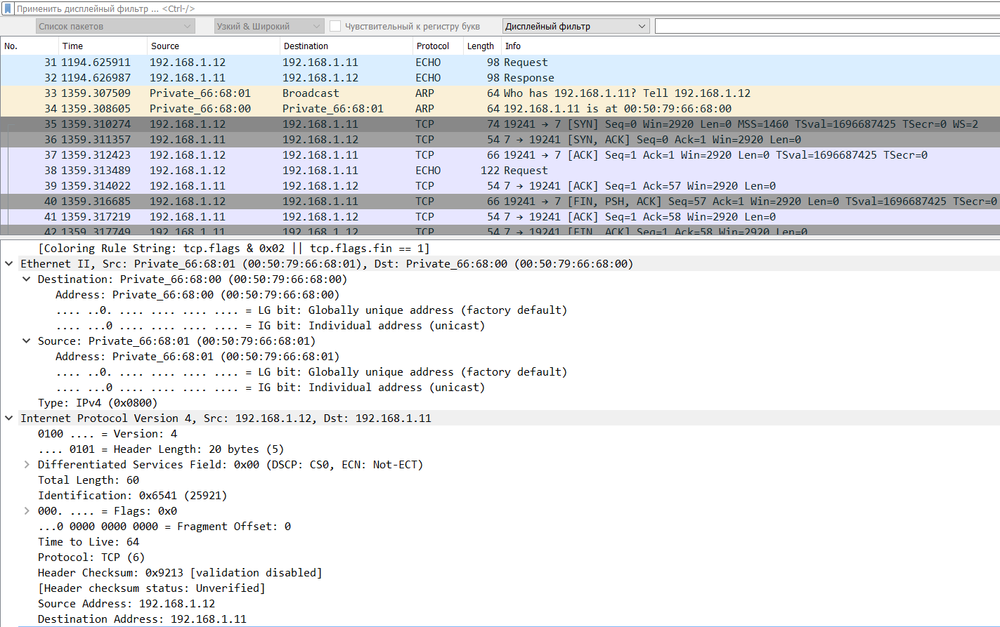 Применить дисплейный фильтр ... <Ctrl-/>
Список пакетов Узкий & Широкий Чувствительный к регистру букв Дисплейный фильтр
No. Time Source Destination Protocol Length Info
31 1194.625911 192.168.1.12 192.168.1.11 ECHO 98 Request
32 1194.626987 192.168.1.11 192.168.1.12 ECHO 98 Response
33 1359.307509 Private_66:68:01 Broadcast ARP 64 Who has 192.168.1.11? Tell 192.168.1.12
34 1359.308605 Private_66:68:00 Private_66:68:01 ARP 64 192.168.1.11 is at 00:50:79:66:68:00
35 1359.310274 192.168.1.12 192.168.1.11 TCP 74 19241 → 7 [SYN] Seq=0 Win=2920 Len=0 MSS=1460 TSval=1696687425 TSecr=0 WS=2
36 1359.311357 192.168.1.11 192.168.1.12 TCP 54 7 → 19241 [SYN, ACK] Seq=0 Ack=1 Win=2920 Len=0
37 1359.312423 192.168.1.12 192.168.1.11 TCP 66 19241 → 7 [ACK] Seq=1 Ack=1 Win=2920 Len=0 TSval=1696687425 TSecr=0
38 1359.313489 192.168.1.12 192.168.1.11 ECHO 122 Request
39 1359.314022 192.168.1.11 192.168.1.12 TCP 54 7 → 19241 [ACK] Seq=1 Ack=57 Win=2920 Len=0
40 1359.316685 192.168.1.12 192.168.1.11 TCP 66 19241 → 7 [FIN, PSH, ACK] Seq=57 Ack=1 Win=2920 Len=0 TSval=1696687425 TSecr=0
41 1359.317219 192.168.1.11 192.168.1.12 TCP 54 7 → 19241 [ACK] Seq=1 Ack=58 Win=2920 Len=0
42 1359.317749 192.168.1.11 192.168.1.12 TCP 54 7 → 19241 [FIN, ACK] Seq=1 Ack=58 Win=2920 Len=0
[Coloring Rule String: tcp.flags & 0x02 || tcp.flags.fin == 1]
Ethernet II, Src: Private_66:68:01 (00:50:79:66:68:01), Dst: Private_66:68:00 (00:50:79:66:68:00)
Destination: Private_66:68:00 (00:50:79:66:68:00)
Address: Private_66:68:00 (00:50:79:66:68:00)
.... ..0. .... .... .... .... = LG bit: Globally unique address (factory default)
.... ...0 .... .... .... .... = IG bit: Individual address (unicast)
Source: Private_66:68:01 (00:50:79:66:68:01)
Address: Private_66:68:01 (00:50:79:66:68:01)
.... ..0. .... .... .... .... = LG bit: Globally unique address (factory default)
.... ...0 .... .... .... .... = IG bit: Individual address (unicast)
Type: IPv4 (0x0800)
Internet Protocol Version 4, Src: 192.168.1.12, Dst: 192.168.1.11
0100 .... = Version: 4
.... 0101 = Header Length: 20 bytes (5)
Differentiated Services Field: 0x00 (DSCP: CS0, ECN: Not-ECT)
Total Length: 60
Identification: 0x6541 (25921)
000. .... = Flags: 0x0
...0 0000 0000 0000 = Fragment Offset: 0
Time to Live: 64
Protocol: TCP (6)
Header Checksum: 0x9213 [validation disabled]
[Header checksum status: Unverified]
Source Address: 192.168.1.12
Destination Address: 192.168.1.11